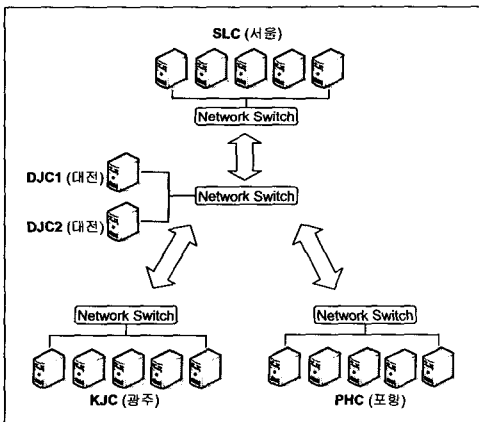 SLC (서울)
Network Switch
DJC1 (대전)
Network Switch
DJC2 (대전)
Network Switch
Network Switch
KJC (광주)
PHC (포항)